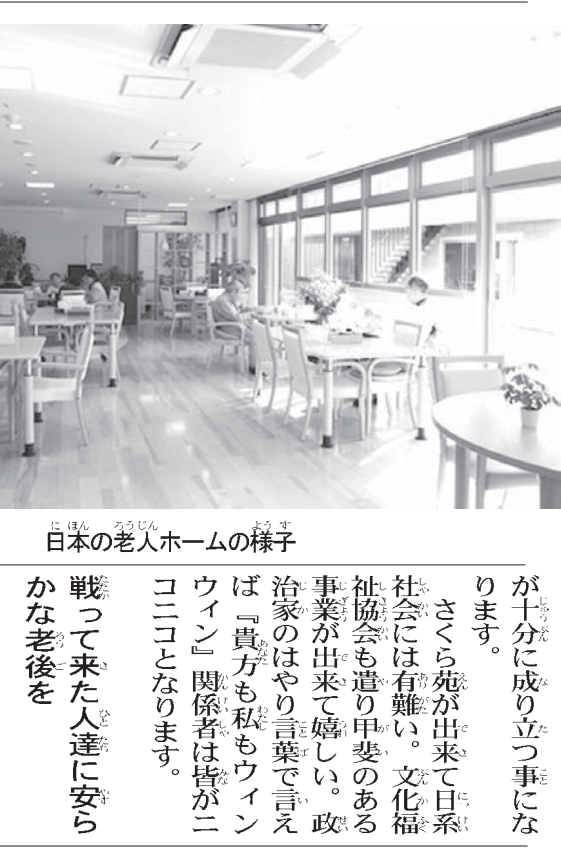 日本の老人ホームの様子
が十分に成り立つ事にな
ります。
さくら苑が出来て日系
社会には有難い。文化福
祉協会も遣り甲斐のある
事業が出来て嬉しい。政
治家のはやり言葉で言え
ば『貴方も私もウィン
ウィン』関係者は皆がニ
コニコとなります。
戦って来た人達に安ら
かな老後を